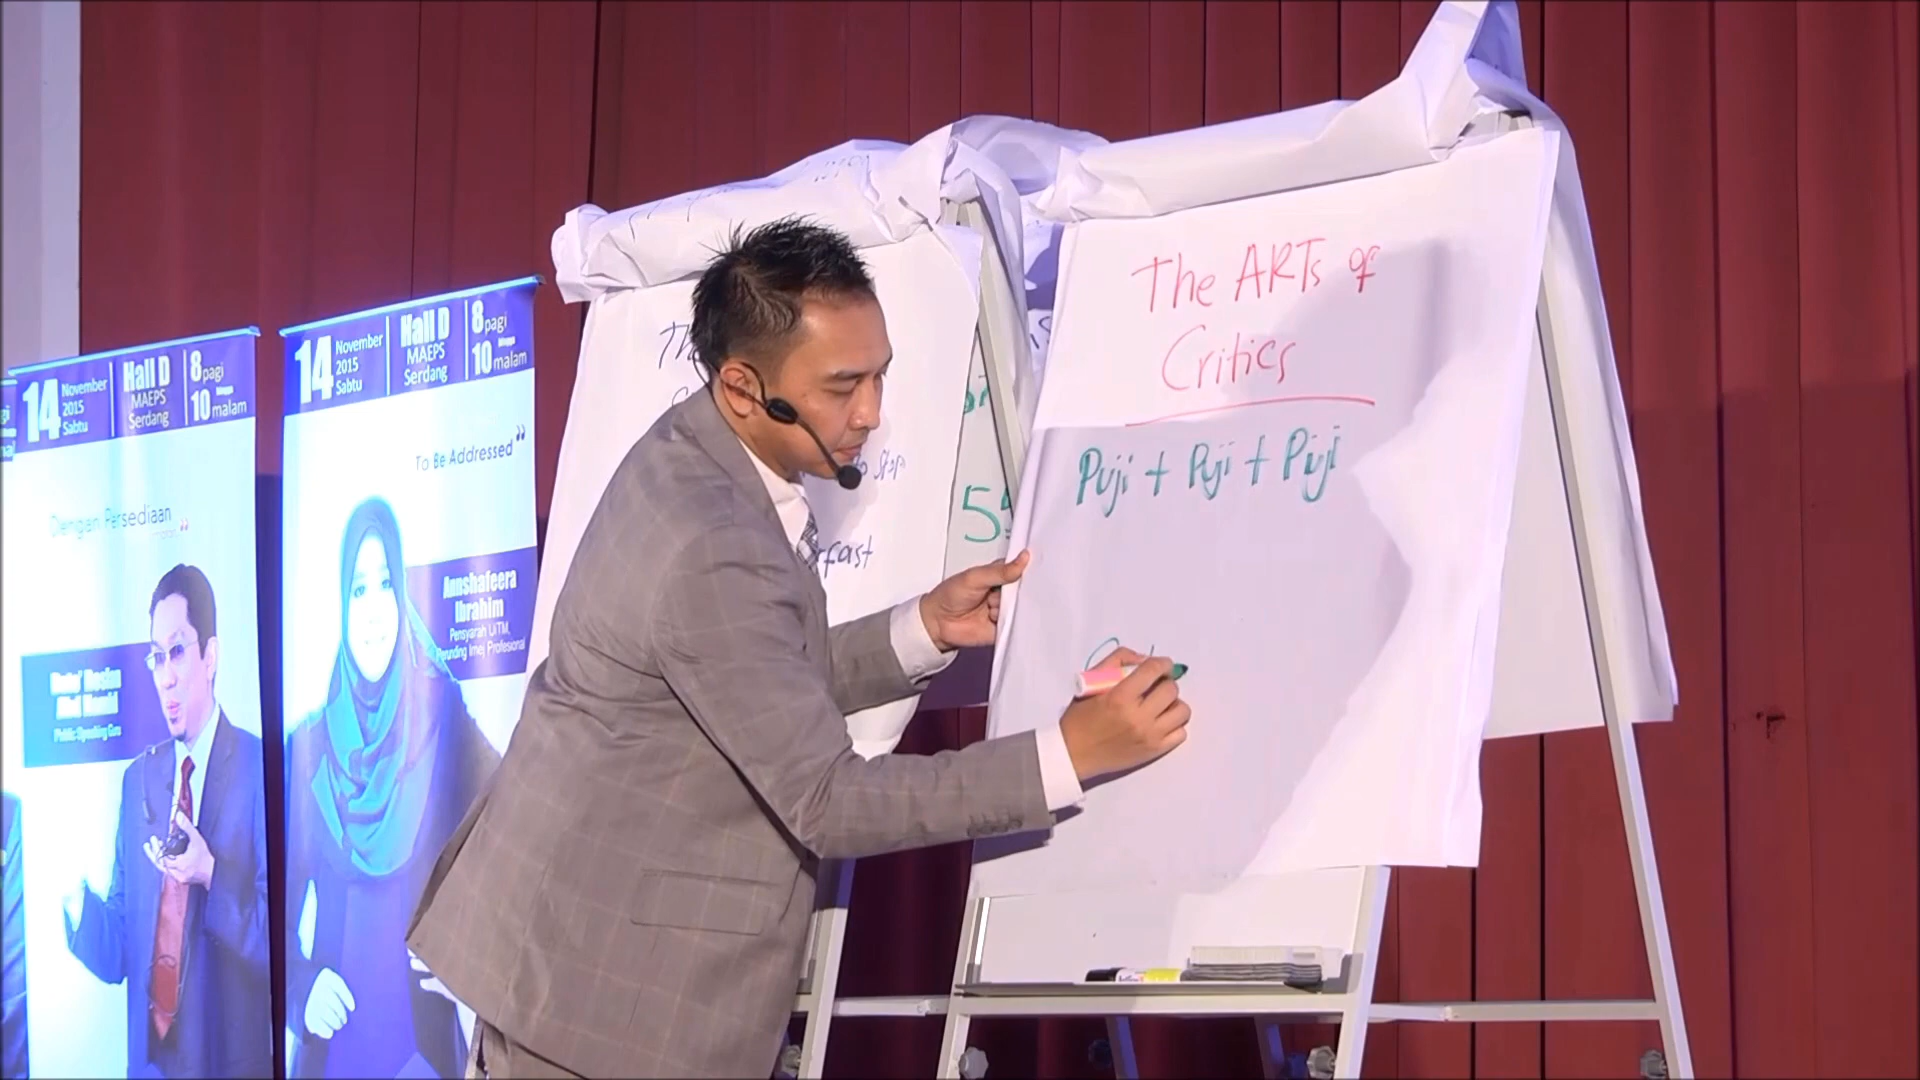 14 November
2015
Sabtu
Hall D
MAEPS
Serdang
8 pagi
hingga
10 malam
Dengan Persediaan
Public Speaking Guru
14 November
2015
Sabtu
Hall D
MAEPS
Serdang
8 pagi
hingga
10 malam
To Be Addressed”
Annshafeera
Ibrahim
Pensyarah UiTM,
Perunding Imej Profesional
The ARTs of
Critics
Puji + Puji + Puji